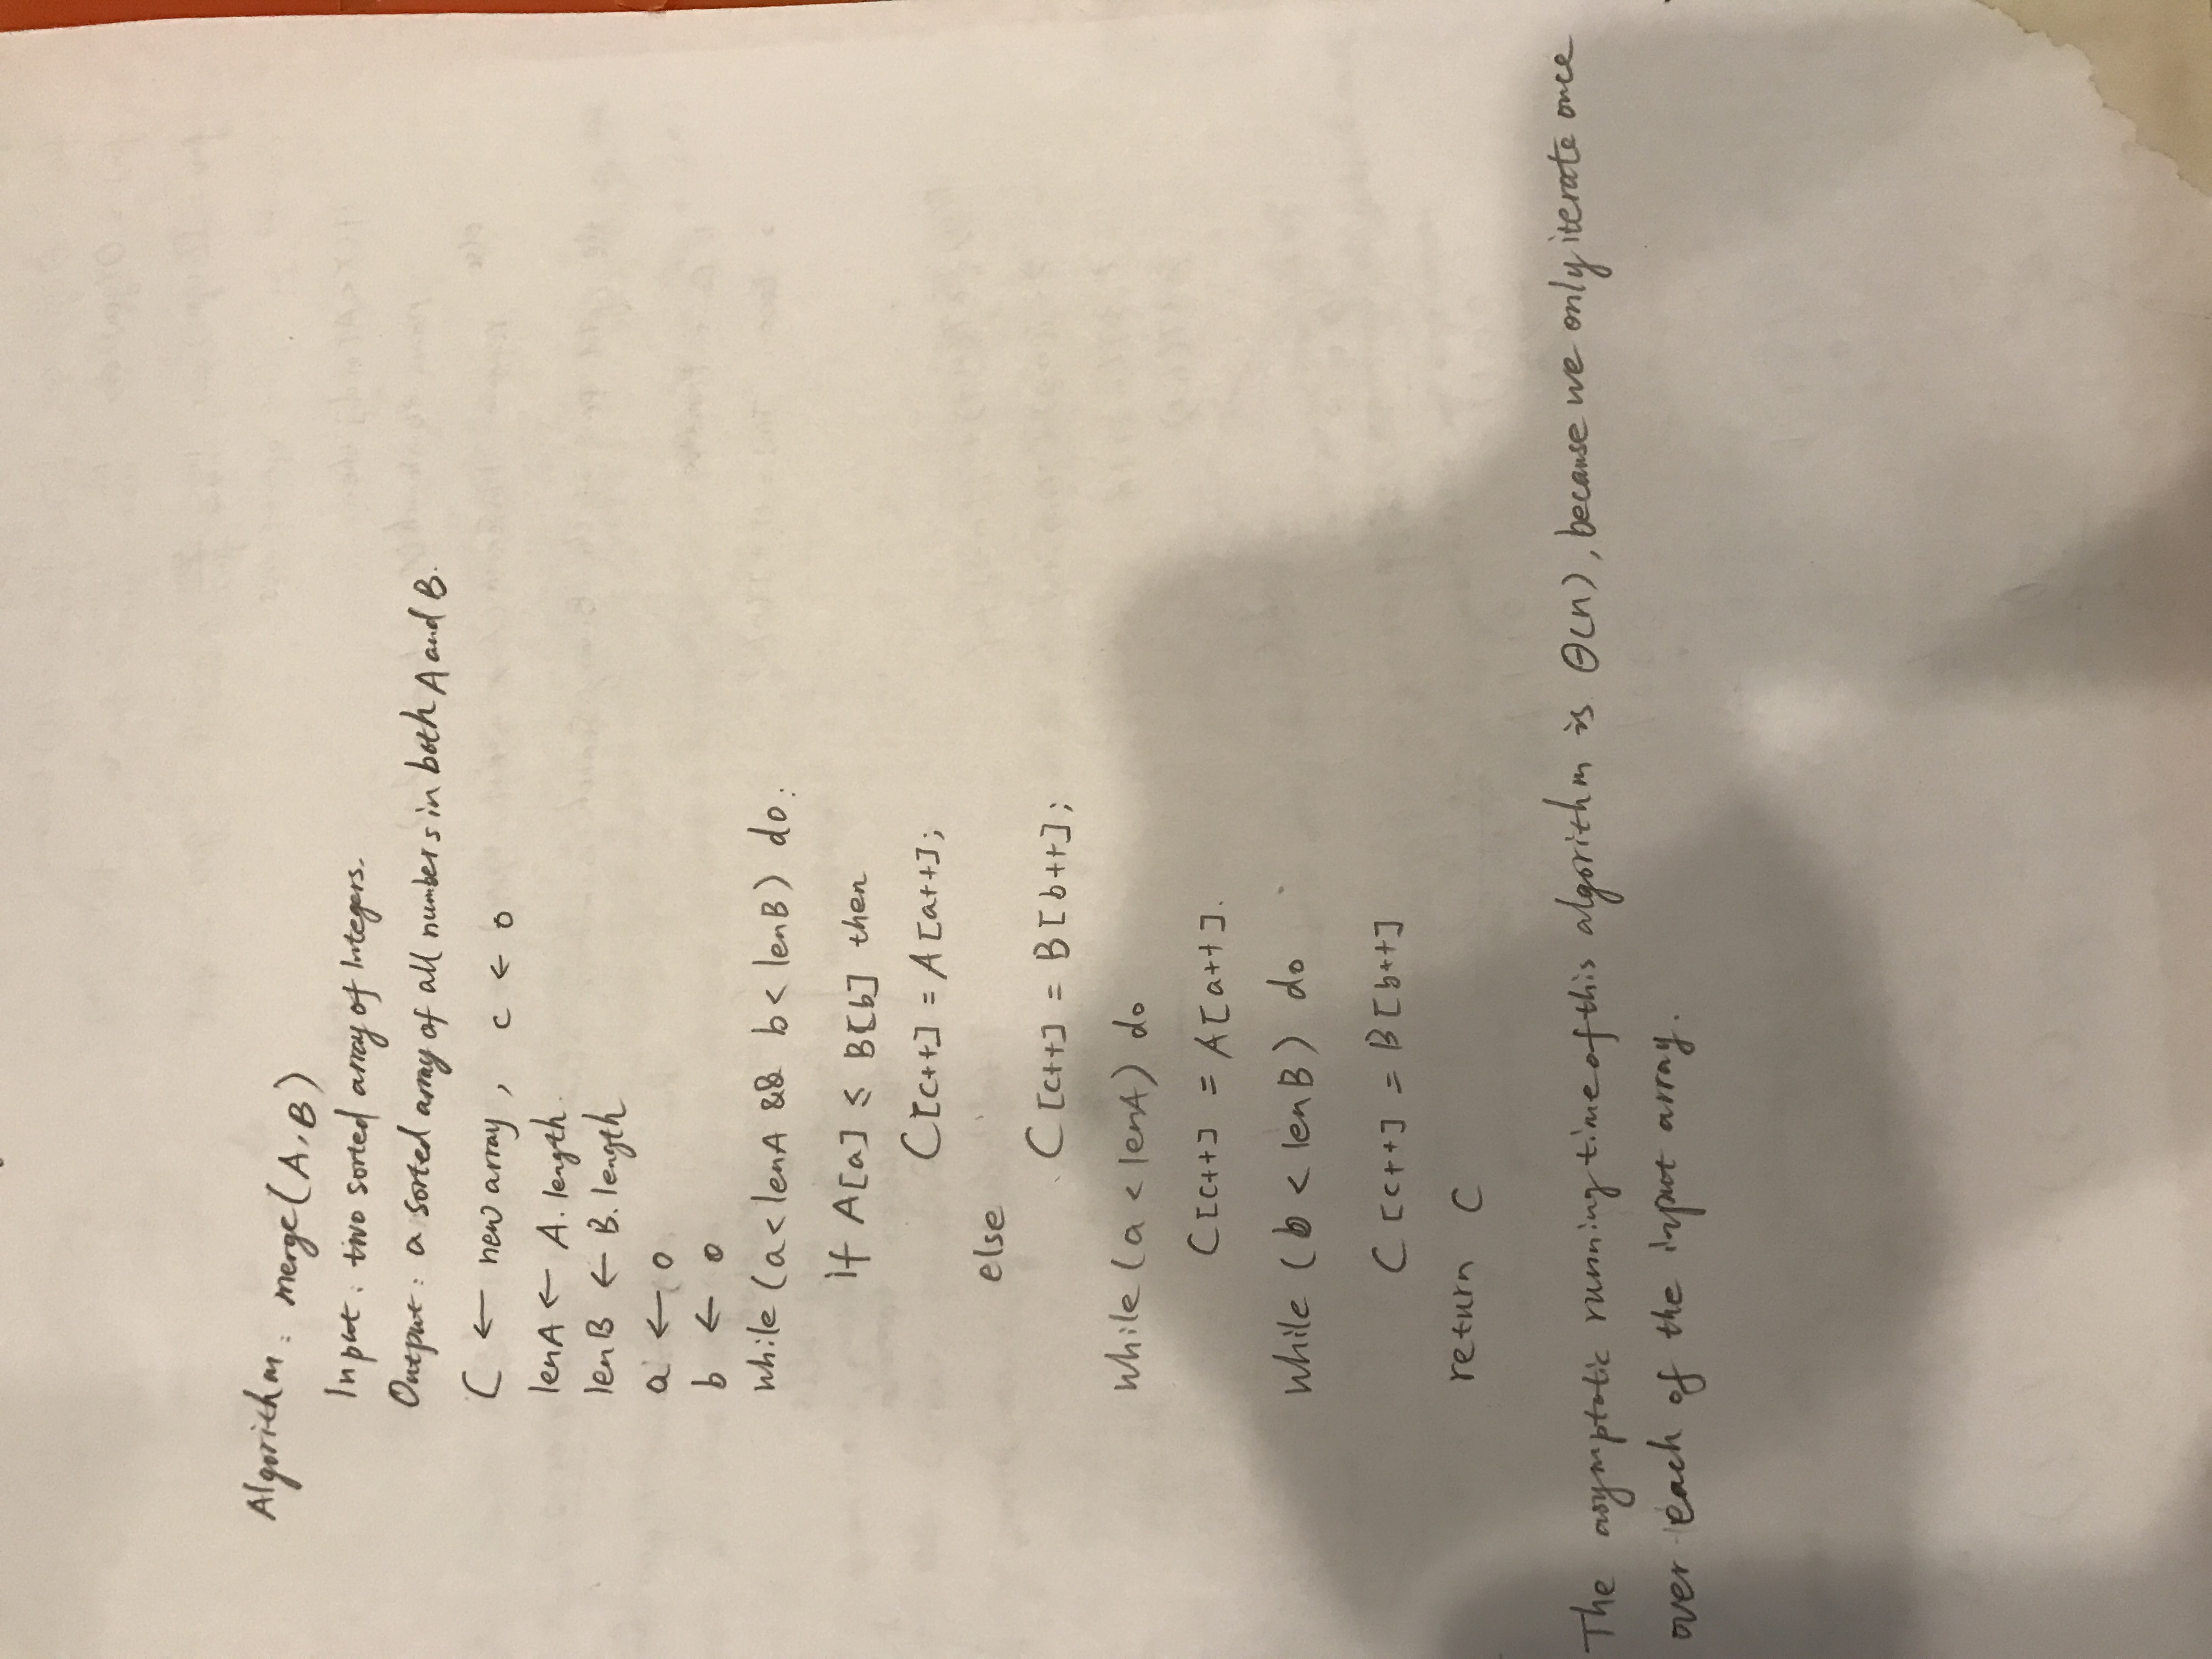 Algorithm: merge(A, B)
Input: two sorted array of Integers.
Output: a sorted array of all numbers in both A and B.
C ← new array, c ← 0
lenA ← A.length.
lenB ← B.length
a ← 0
b ← 0
while (a < lenA && b < lenB) do:
If A[a] ≤ B[b] then
C[c++] = A[a++];
else
C[c++] = B[b++];
while (a < lenA) do
C[c++] = A[a++].
while (b < lenB) do
C[c++] = B[b++]
return C
The asymptotic running time of this algorithm is Θ(n), because we only iterate once
over each of the input array.